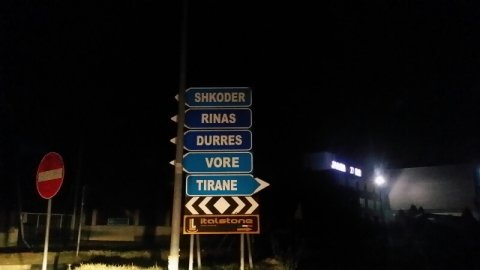 SHKODER
RINAS
DURRES
VORE
TIRANE
italstone